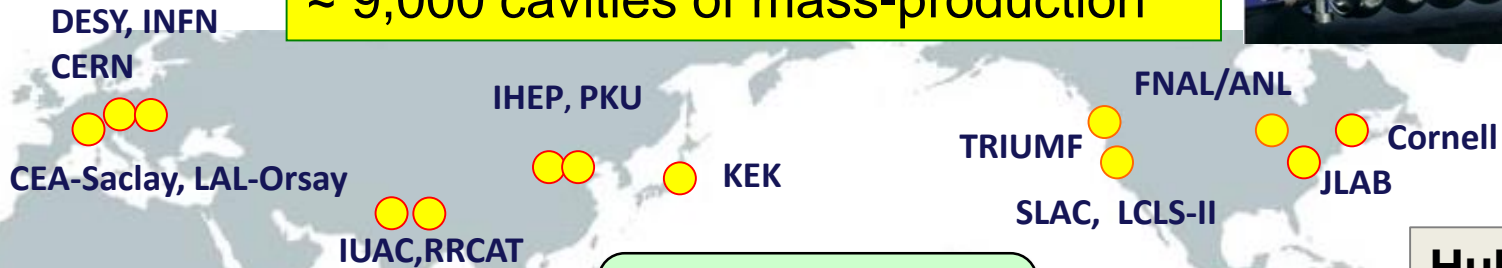 ≈ 9,000 cavities of mass-production
DESY, INFN
CERN
FNAL/ANL
IHEP, PKU
TRIUMF
Cornell
CEA-Saclay, LAL-Orsay
KEK
JLAB
SLAC, LCLS-II
IUAC,RRCAT